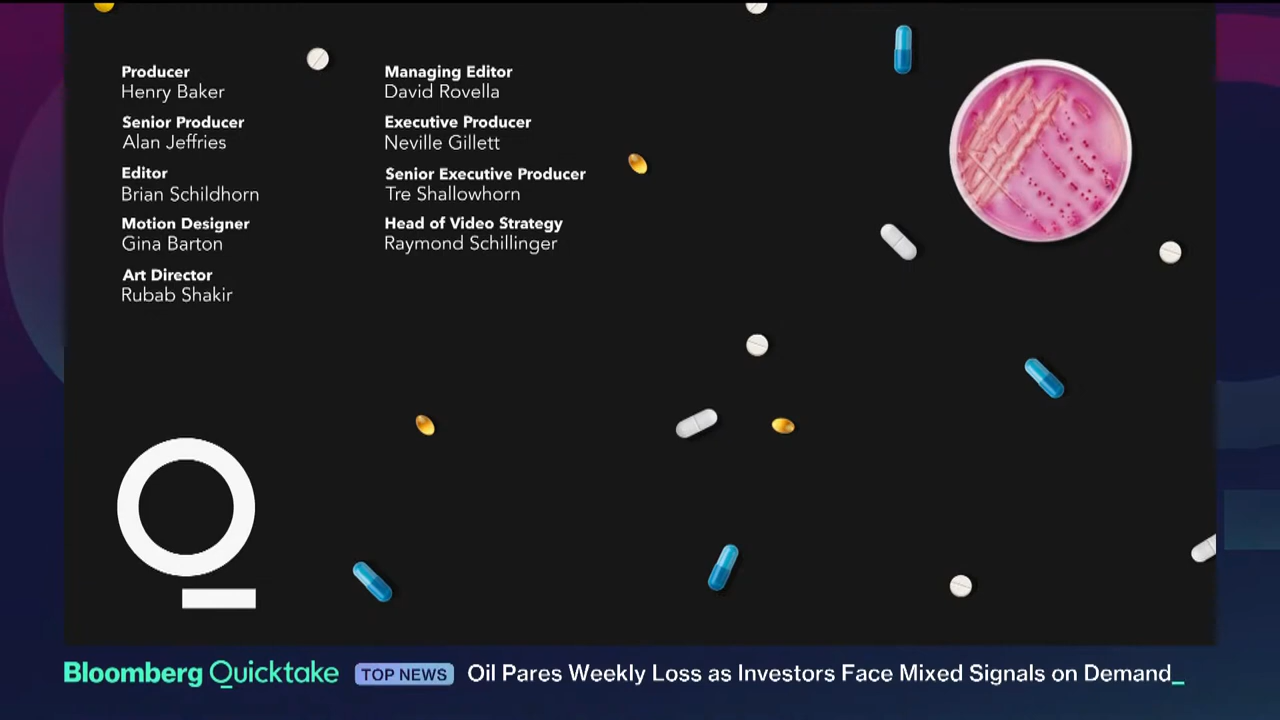 Producer
Henry Baker
Senior Producer
Alan Jeffries
Editor
Brian Schildhorn
Motion Designer
Gina Barton
Art Director
Rubab Shakir
Managing Editor
David Rovella
Executive Producer
Neville Gillett
Senior Executive Producer
Tre Shallowhorn
Head of Video Strategy
Raymond Schillinger
Q
Bloomberg Quicktake TOP NEWS Oil Pares Weekly Loss as Investors Face Mixed Signals on Demand_